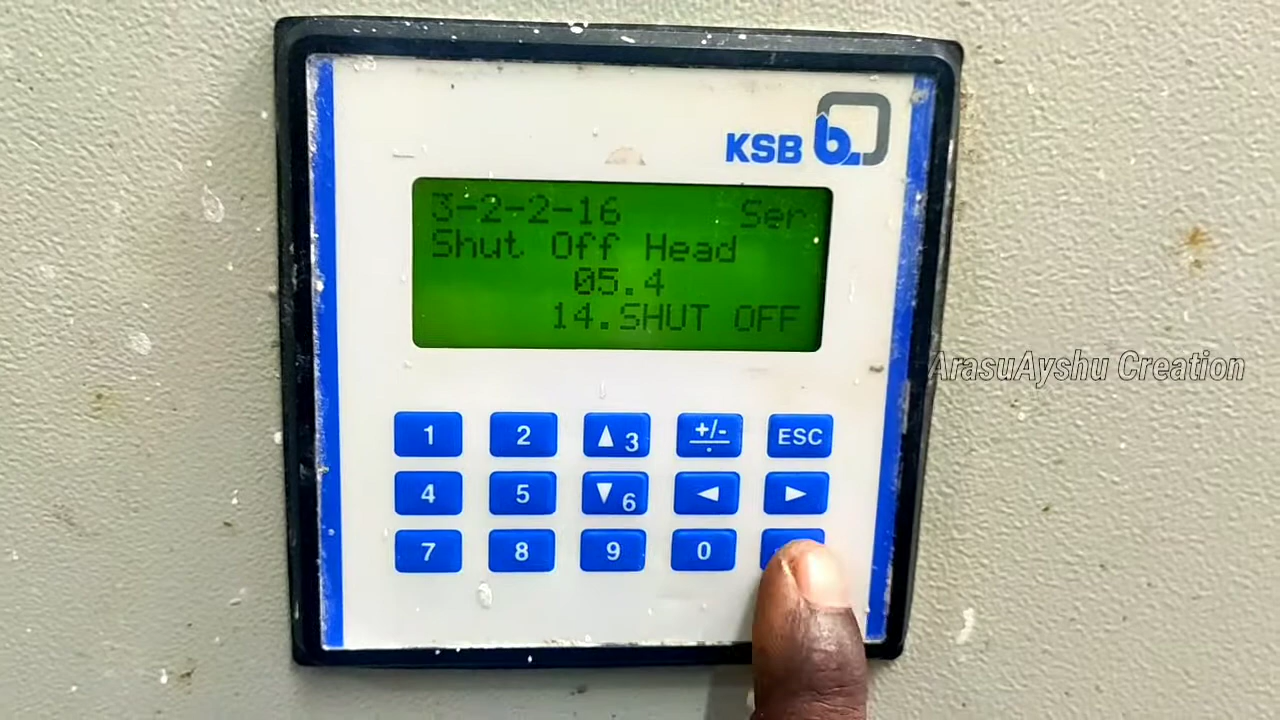 KSB
3-2-2-16 Ser
Shut Off Head
05.4
14.SHUT OFF
ArasuAyshu Creation
1 2 ▲3 +/- . ESC
4 5 ▼6 ◄ ►
7 8 9 0